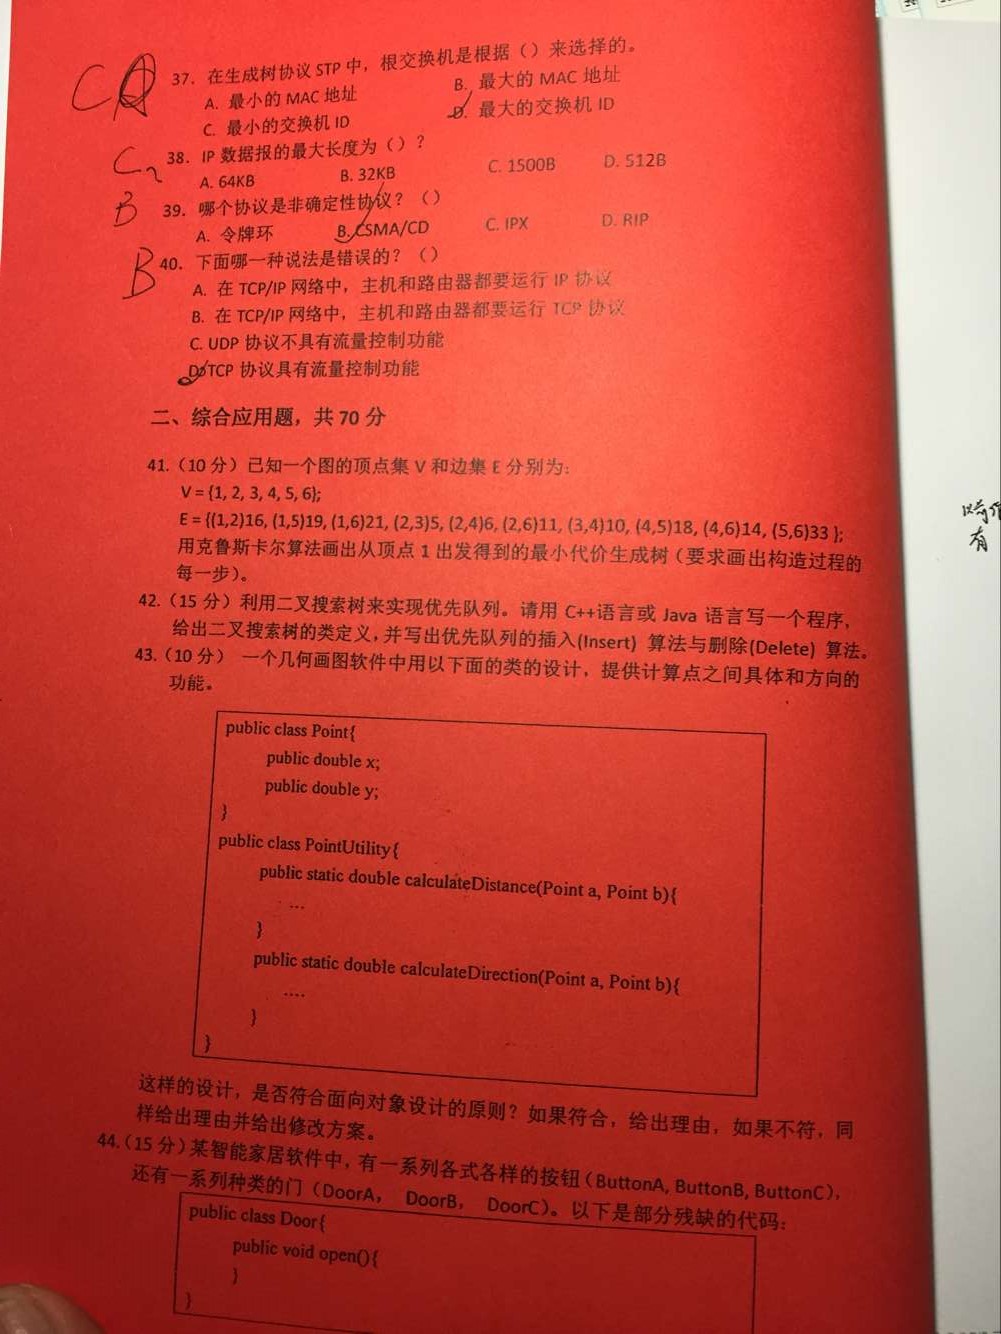 C
37. 在生成树协议 STP 中，根交换机是根据（）来选择的。
A. 最小的 MAC 地址 B. 最大的 MAC 地址
C. 最小的交换机 ID D. 最大的交换机 ID
C
38. IP 数据报的最大长度为（）？
A. 64KB B. 32KB C. 1500B D. 512B
B
39. 哪个协议是非确定性协议？（）
A. 令牌环 B. CSMA/CD C. IPX D. RIP
B
40. 下面哪一种说法是错误的？（）
A. 在 TCP/IP 网络中，主机和路由器都要运行 IP 协议
B. 在 TCP/IP 网络中，主机和路由器都要运行 TCP 协议
C. UDP 协议不具有流量控制功能
D. TCP 协议具有流量控制功能
二、综合应用题，共 70 分
41.（10 分）已知一个图的顶点集 V 和边集 E 分别为:
V = {1, 2, 3, 4, 5, 6};
E = {(1,2)16, (1,5)19, (1,6)21, (2,3)5, (2,4)6, (2,6)11, (3,4)10, (4,5)18, (4,6)14, (5,6)33 };
用克鲁斯卡尔算法画出从顶点 1 出发得到的最小代价生成树（要求画出构造过程的
每一步）。
42.（15 分）利用二叉搜索树来实现优先队列。请用 C++语言或 Java 语言写一个程序，
给出二叉搜索树的类定义，并写出优先队列的插入(Insert) 算法与删除(Delete) 算法。
43.（10 分） 一个几何画图软件中用以下面的类的设计，提供计算点之间具体和方向的
功能。
public class Point{
public double x;
public double y;
}
public class PointUtility{
public static double calculateDistance(Point a, Point b){
...
}
public static double calculateDirection(Point a, Point b){
....
}
}
这样的设计，是否符合面向对象设计的原则？如果符合，给出理由，如果不符，同
样给出理由并给出修改方案。
44.（15 分）某智能家居软件中，有一系列各式各样的按钮（ButtonA, ButtonB, ButtonC），
还有一系列种类的门（DoorA， DoorB， DoorC）。以下是部分残缺的代码:
public class Door{
public void open(){
}
}
有